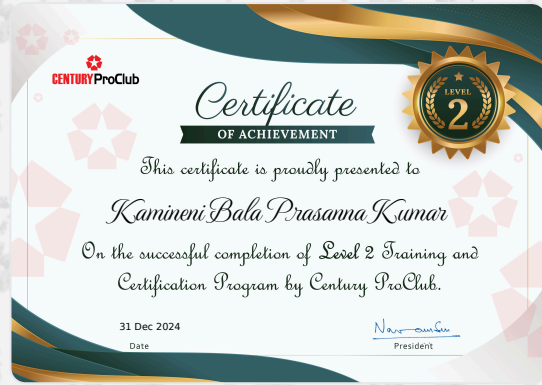 CENTURY ProClub
Certificate
OF ACHIEVEMENT
LEVEL
2
This certificate is proudly presented to
Kamineni Bala Prasanna Kumar
On the successful completion of Level 2 Training and
Certification Program by Century ProClub.
31 Dec 2024
Date
President